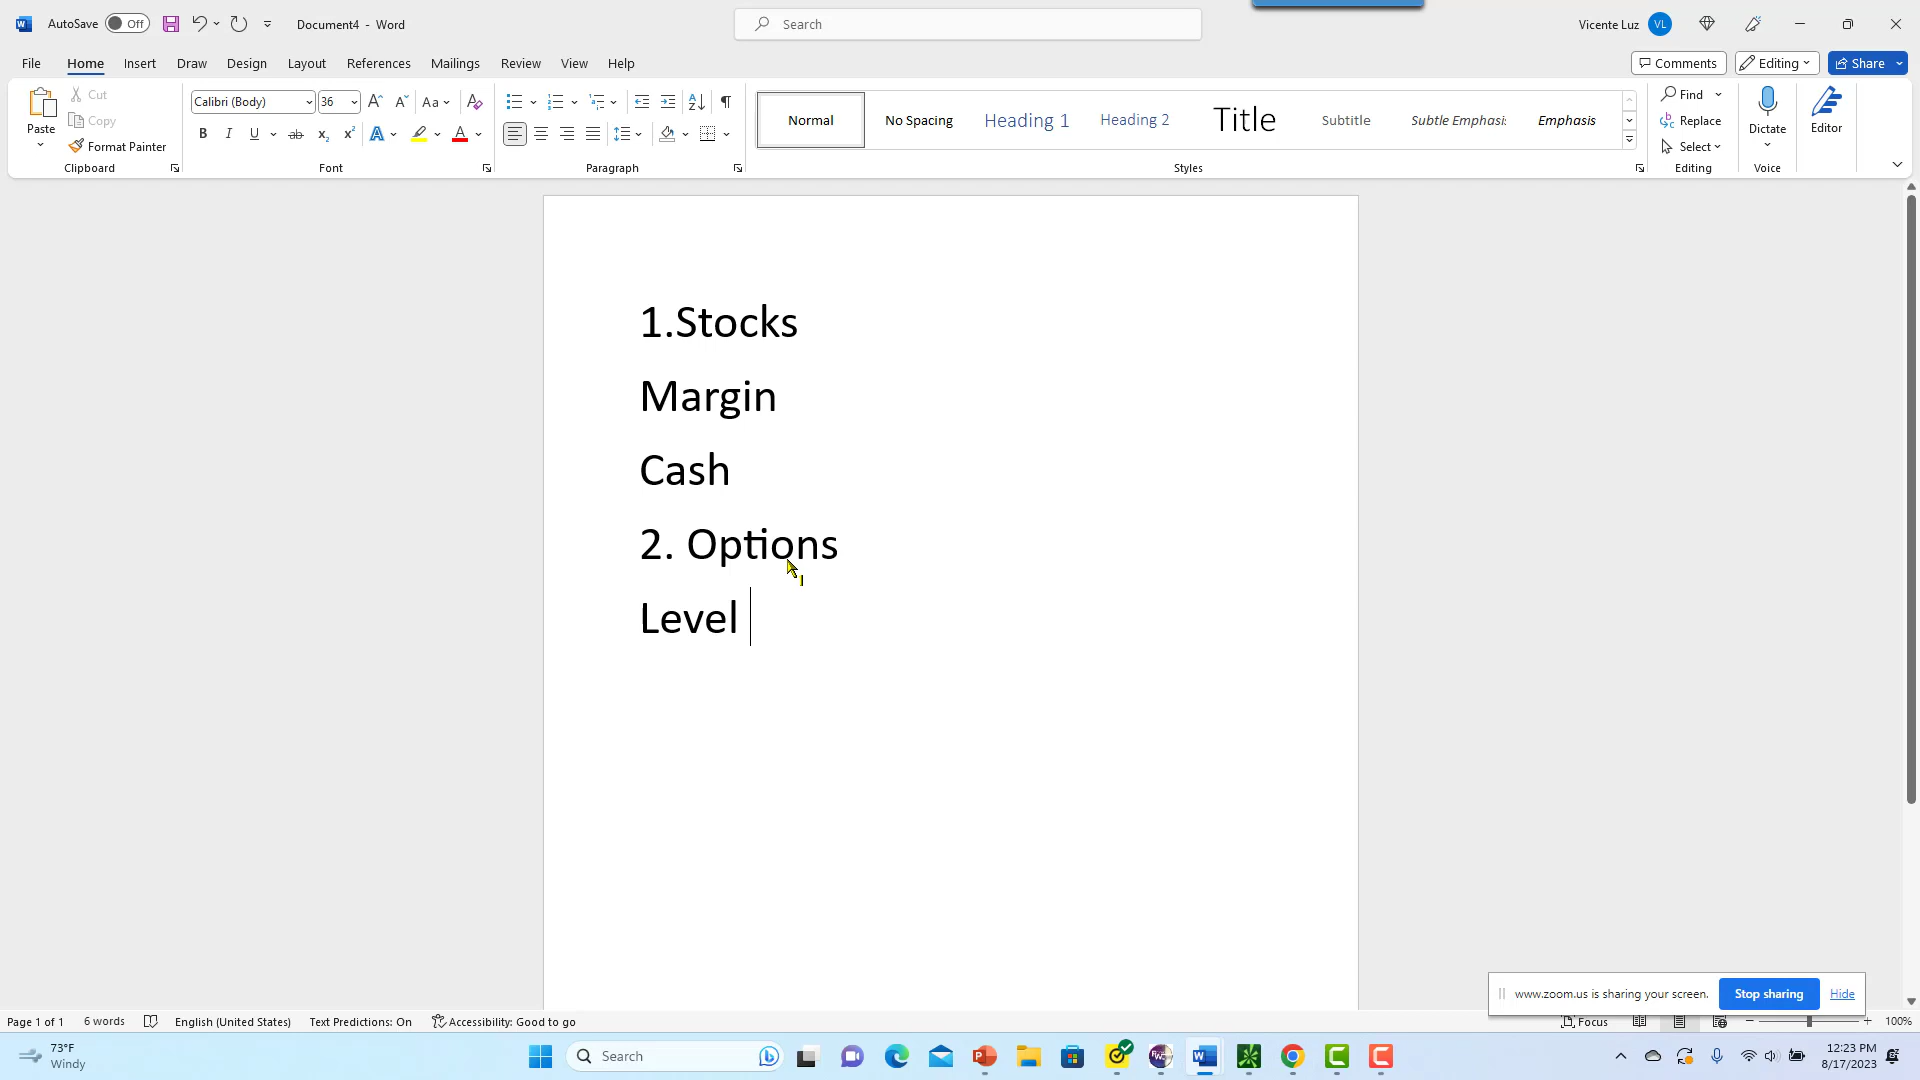 AutoSave Off Document4 - Word Search Vicente Luz VL
File Home Insert Draw Design Layout References Mailings Review View Help Comments Editing Share
Paste Cut Copy Format Painter
Clipboard
Calibri (Body) 36
Font
Paragraph
Normal No Spacing Heading 1 Heading 2 Title Subtitle Subtle Emphasis Emphasis
Styles
Find Replace Select
Editing
Dictate
Voice
Editor
1.Stocks
Margin
Cash
2. Options
Level
www.zoom.us is sharing your screen. Stop sharing Hide
Page 1 of 1 6 words English (United States) Text Predictions: On Accessibility: Good to go Focus 100%
73°F
Windy
Search
12:23 PM
8/17/2023